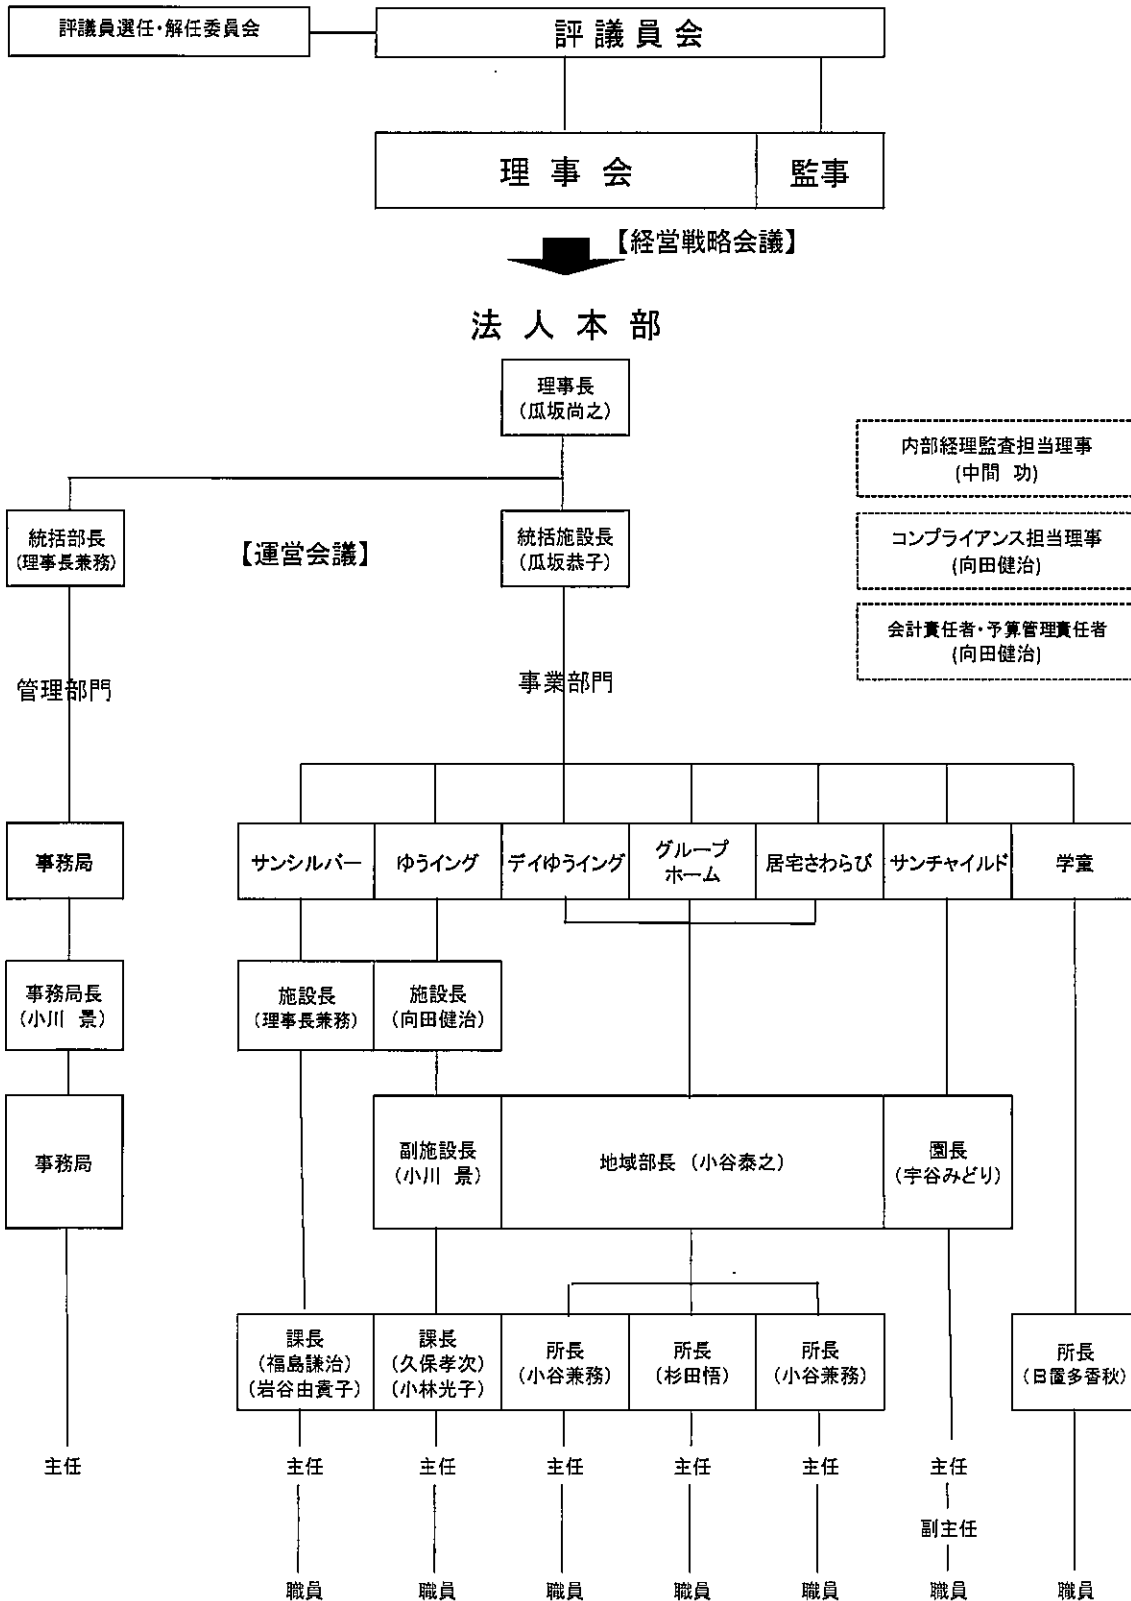 評議員選任・解任委員会
評議員会
理事会
監事
【経営戦略会議】
法人本部
理事長
(瓜坂尚之)
内部経理監査担当理事
(中間 功)
統括部長
(理事長兼務)
【運営会議】
統括施設長
(瓜坂恭子)
コンプライアンス担当理事
(向田健治)
会計責任者・予算管理責任者
(向田健治)
管理部門
事業部門
事務局
サンシルバー
ゆうイング
デイゆうイング
グループ
ホーム
居宅さわらび
サンチャイルド
学童
事務局長
(小川 景)
施設長
(理事長兼務)
施設長
(向田健治)
事務局
副施設長
(小川 景)
地域部長 (小谷泰之)
園長
(宇谷みどり)
課長
(福島謙治)
(岩谷由貴子)
課長
(久保孝次)
(小林光子)
所長
(小谷兼務)
所長
(杉田悟)
所長
(小谷兼務)
所長
(日置多香秋)
主任
主任
主任
主任
主任
主任
主任
副主任
職員
職員
職員
職員
職員
職員
職員